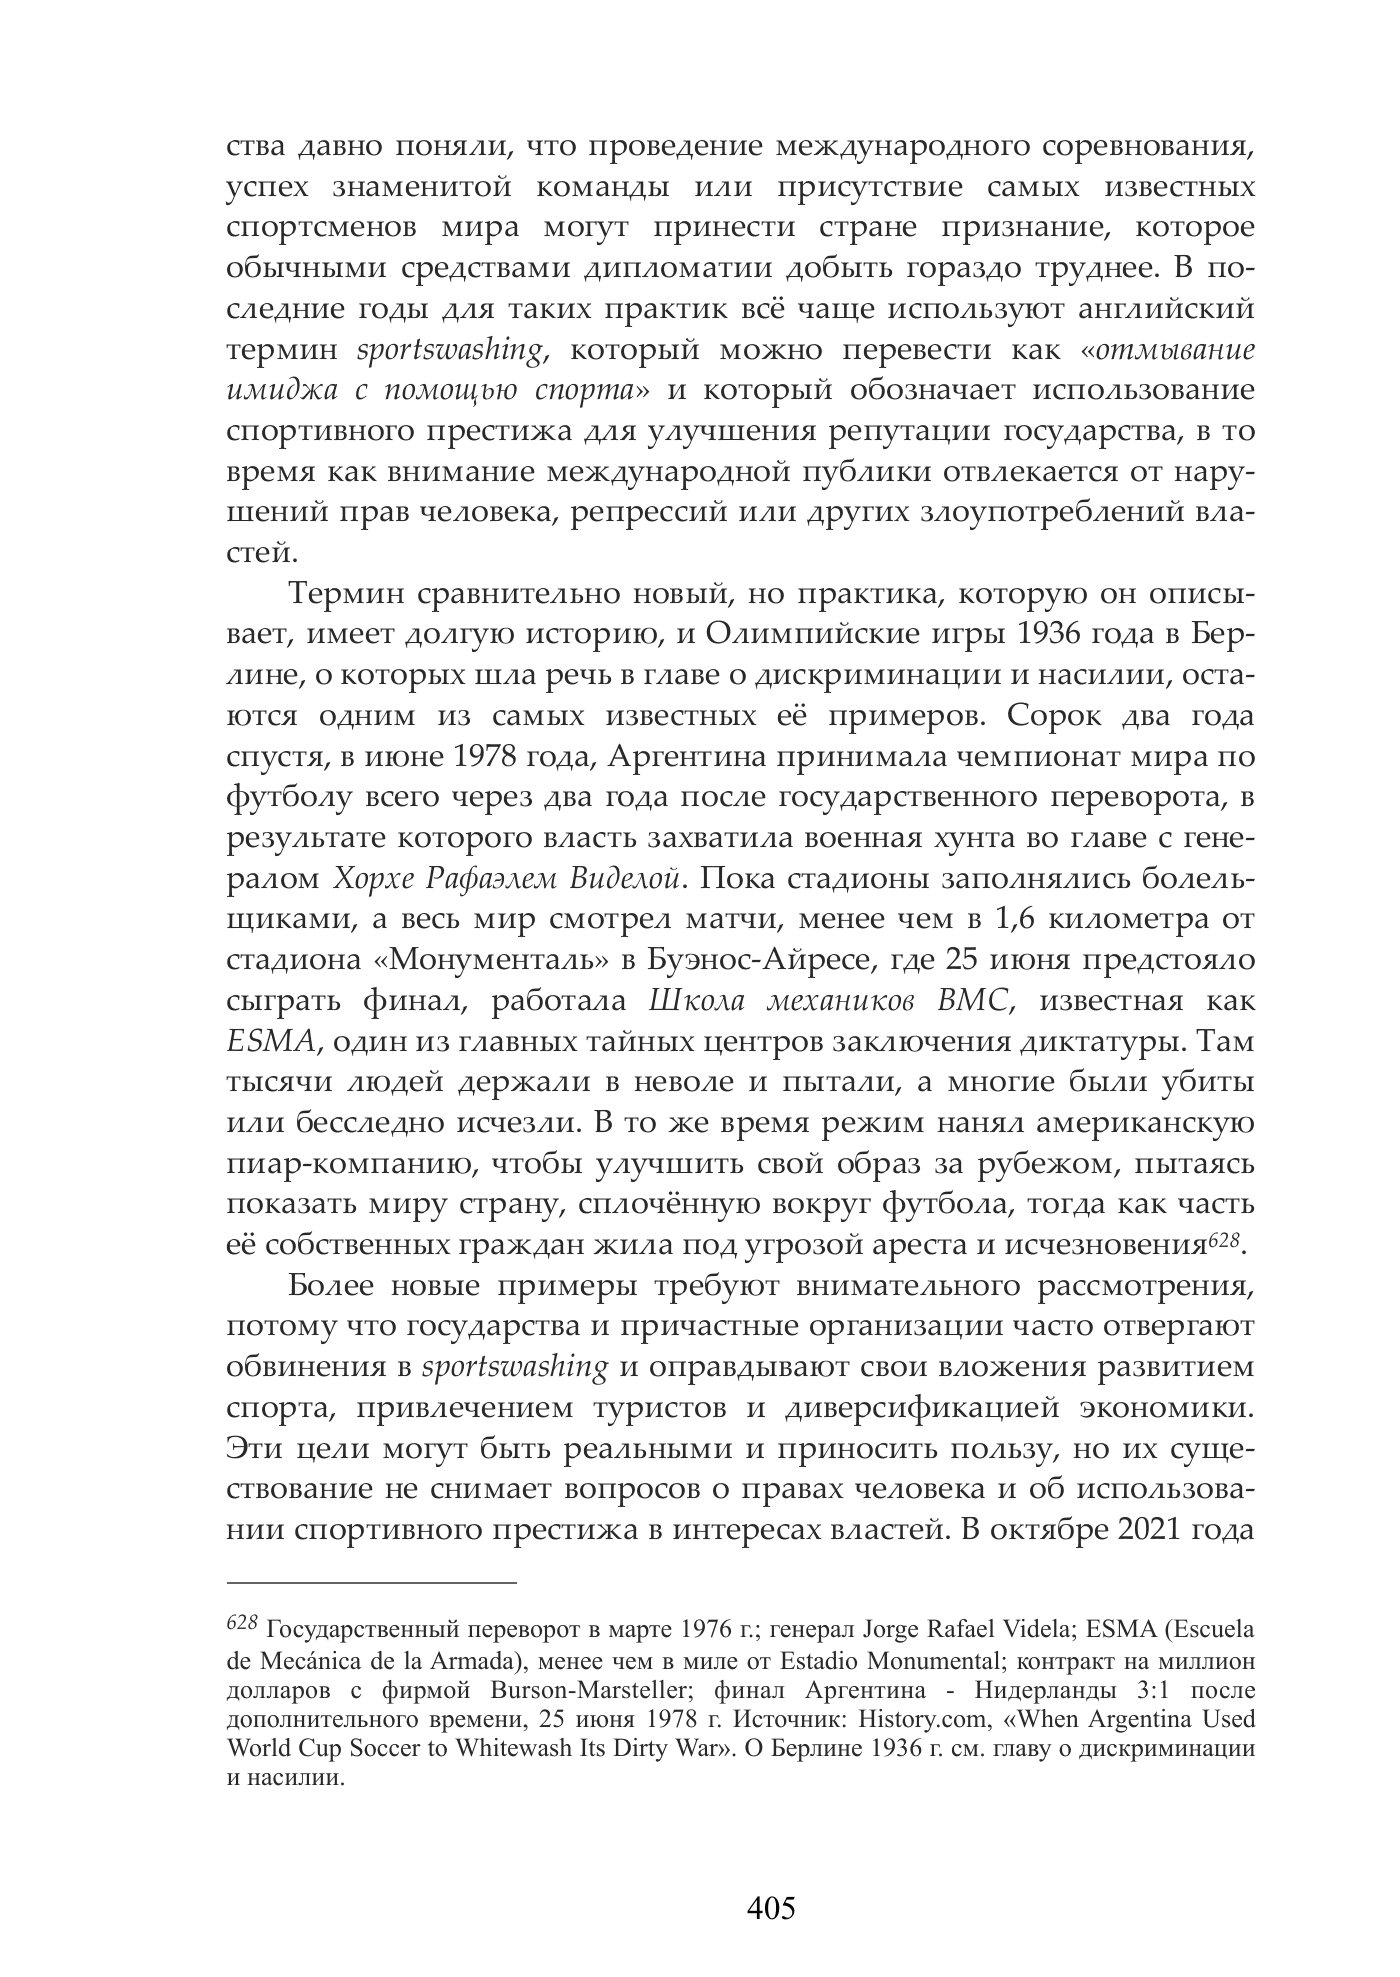 ства давно поняли, что проведение международного соревнования,
успех знаменитой команды или присутствие самых известных
спортсменов мира могут принести стране признание, которое
обычными средствами дипломатии добыть гораздо труднее. В по-
следние годы для таких практик всё чаще используют английский
термин sportswashing, который можно перевести как «отмывание
имиджа с помощью спорта» и который обозначает использование
спортивного престижа для улучшения репутации государства, в то
время как внимание международной публики отвлекается от нару-
шений прав человека, репрессий или других злоупотреблений вла-
стей.
Термин сравнительно новый, но практика, которую он описы-
вает, имеет долгую историю, и Олимпийские игры 1936 года в Бер-
лине, о которых шла речь в главе о дискриминации и насилии, оста-
ются одним из самых известных её примеров. Сорок два года
спустя, в июне 1978 года, Аргентина принимала чемпионат мира по
футболу всего через два года после государственного переворота, в
результате которого власть захватила военная хунта во главе с гене-
ралом Хорхе Рафаэлем Виделой. Пока стадионы заполнялись болель-
щиками, а весь мир смотрел матчи, менее чем в 1,6 километра от
стадиона «Монументаль» в Буэнос-Айресе, где 25 июня предстояло
сыграть финал, работала Школа механиков ВМС, известная как
ESMA, один из главных тайных центров заключения диктатуры. Там
тысячи людей держали в неволе и пытали, а многие были убиты
или бесследно исчезли. В то же время режим нанял американскую
пиар-компанию, чтобы улучшить свой образ за рубежом, пытаясь
показать миру страну, сплочённую вокруг футбола, тогда как часть
её собственных граждан жила под угрозой ареста и исчезновения628.
Более новые примеры требуют внимательного рассмотрения,
потому что государства и причастные организации часто отвергают
обвинения в sportswashing и оправдывают свои вложения развитием
спорта, привлечением туристов и диверсификацией экономики.
Эти цели могут быть реальными и приносить пользу, но их суще-
ствование не снимает вопросов о правах человека и об использова-
нии спортивного престижа в интересах властей. В октябре 2021 года
628 Государственный переворот в марте 1976 г.; генерал Jorge Rafael Videla; ESMA (Escuela
de Mecánica de la Armada), менее чем в миле от Estadio Monumental; контракт на миллион
долларов с фирмой Burson-Marsteller; финал Аргентина - Нидерланды 3:1 после
дополнительного времени, 25 июня 1978 г. Источник: History.com, «When Argentina Used
World Cup Soccer to Whitewash Its Dirty War». О Берлине 1936 г. см. главу о дискриминации
и насилии.
405